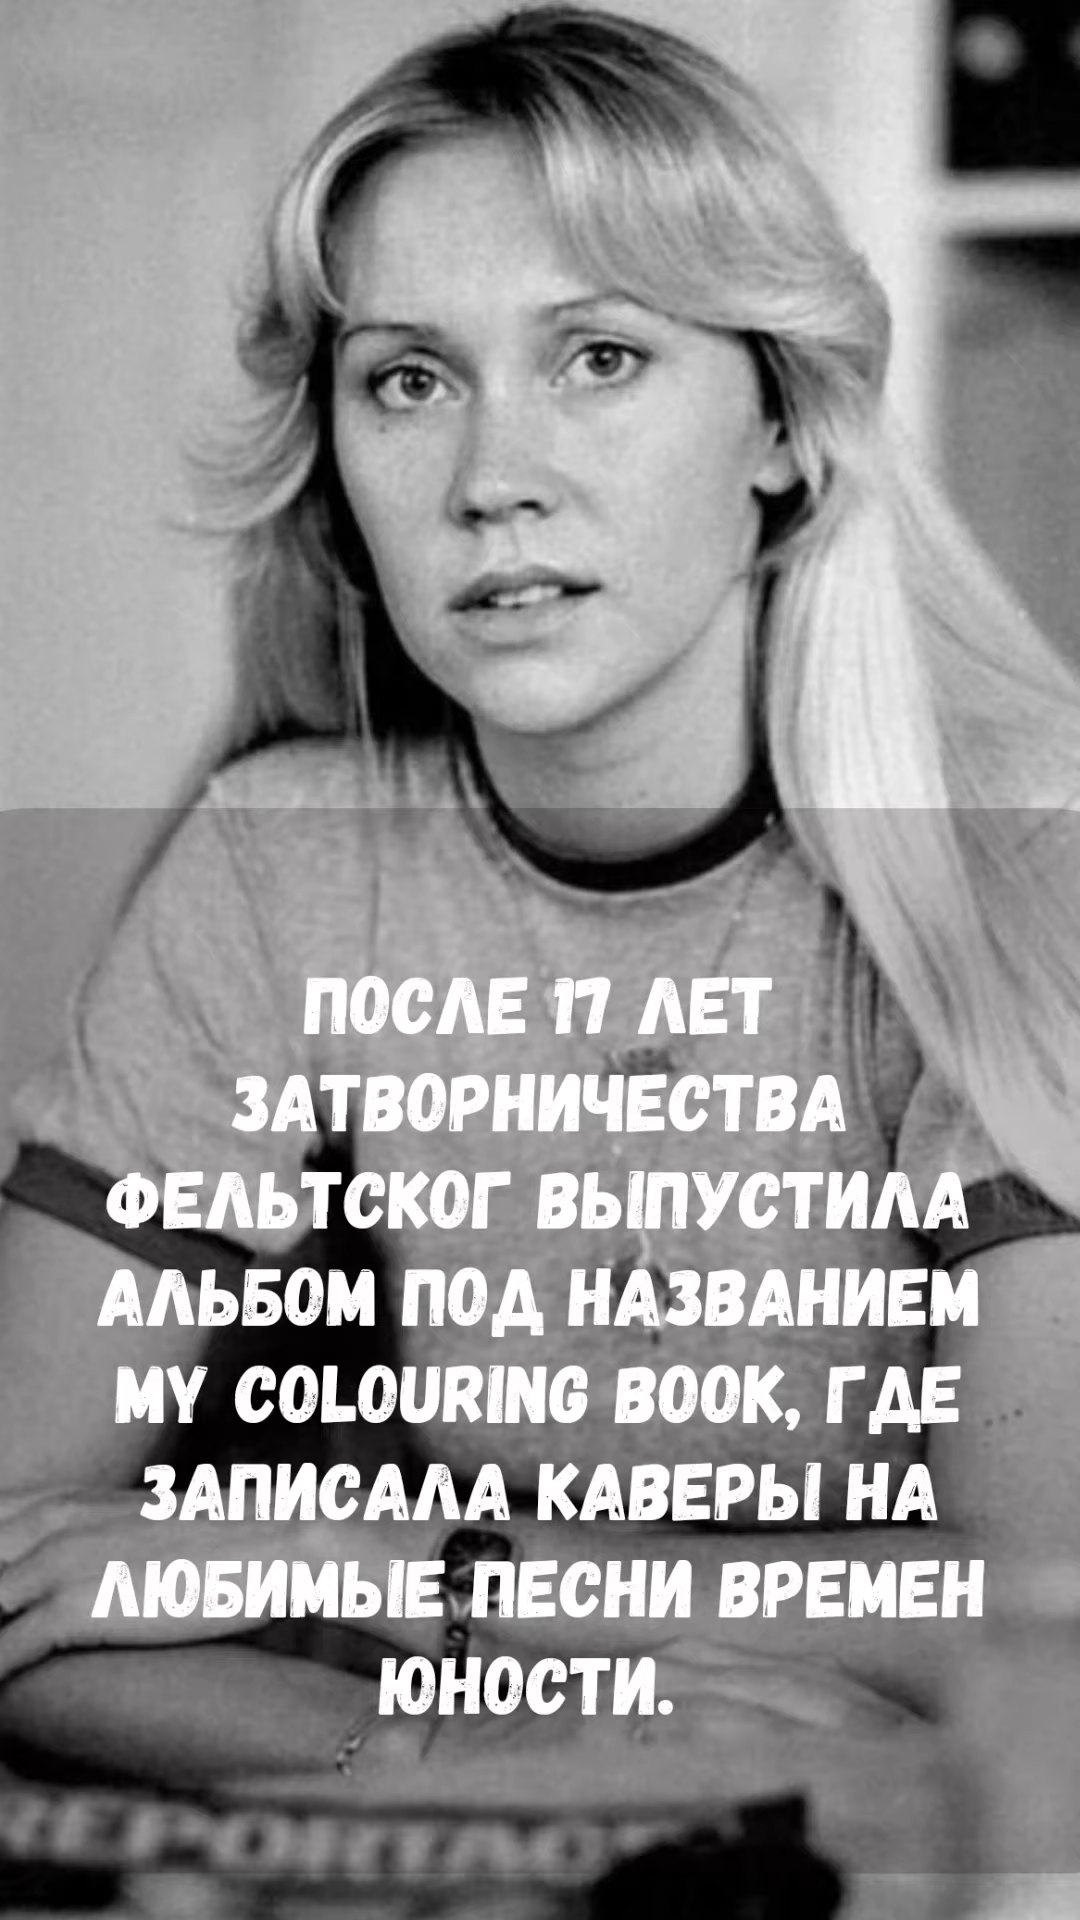 ПОСЛЕ 17 ЛЕТ
ЗАТВОРНИЧЕСТВА
ФЕЛЬТСКОГ ВЫПУСТИЛА
АЛЬБОМ ПОД НАЗВАНИЕМ
MY COLOURING BOOK, ГДЕ
ЗАПИСАЛА КАВЕРЫ НА
ЛЮБИМЫЕ ПЕСНИ ВРЕМЕН
ЮНОСТИ.